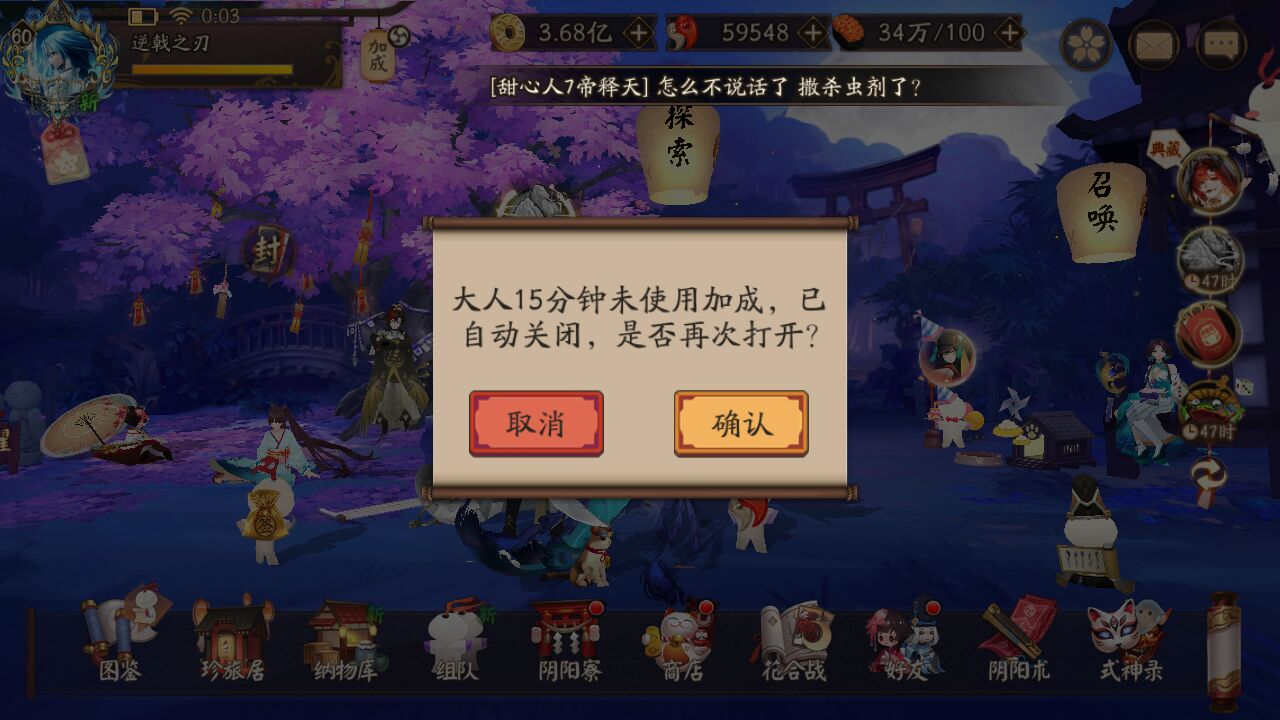 60
0:03
逆戟之刃
新
加成
3.68亿
59548
34万/100
[甜心人7帝释天] 怎么不说话了 撒杀虫剂了？
探索
召唤
典藏
封
47时
47时
大人15分钟未使用加成，已
自动关闭，是否再次打开？
取消
确认
签
图鉴
珍旅居
新
纳物库
新
组队
阴阳寮
商店
花合战
好友
阴阳术
式神录